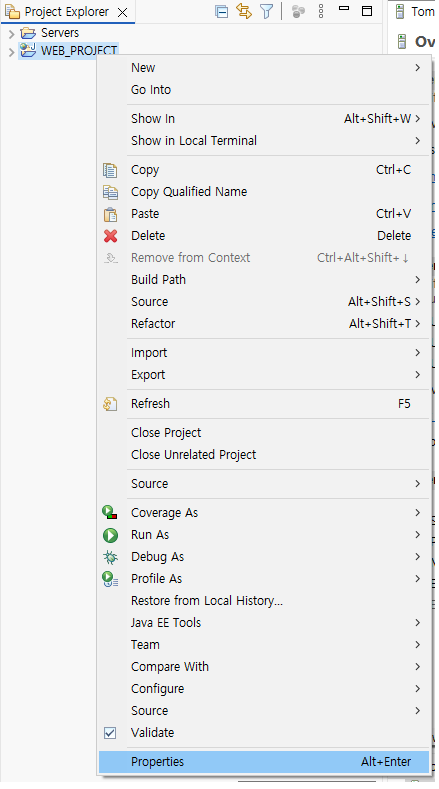 Project Explorer
Tom
Servers
Ov
WEB_PROJECT
New
Go Into
Show In Alt+Shift+W
Show in Local Terminal
Copy Ctrl+C
Copy Qualified Name
Paste Ctrl+V
Delete Delete
Remove from Context Ctrl+Alt+Shift+↓
Build Path
Source Alt+Shift+S
Refactor Alt+Shift+T
Import
Export
Refresh F5
Close Project
Close Unrelated Project
Source
Coverage As
Run As
Debug As
Profile As
Restore from Local History...
Java EE Tools
Team
Compare With
Configure
Source
Validate
Properties Alt+Enter